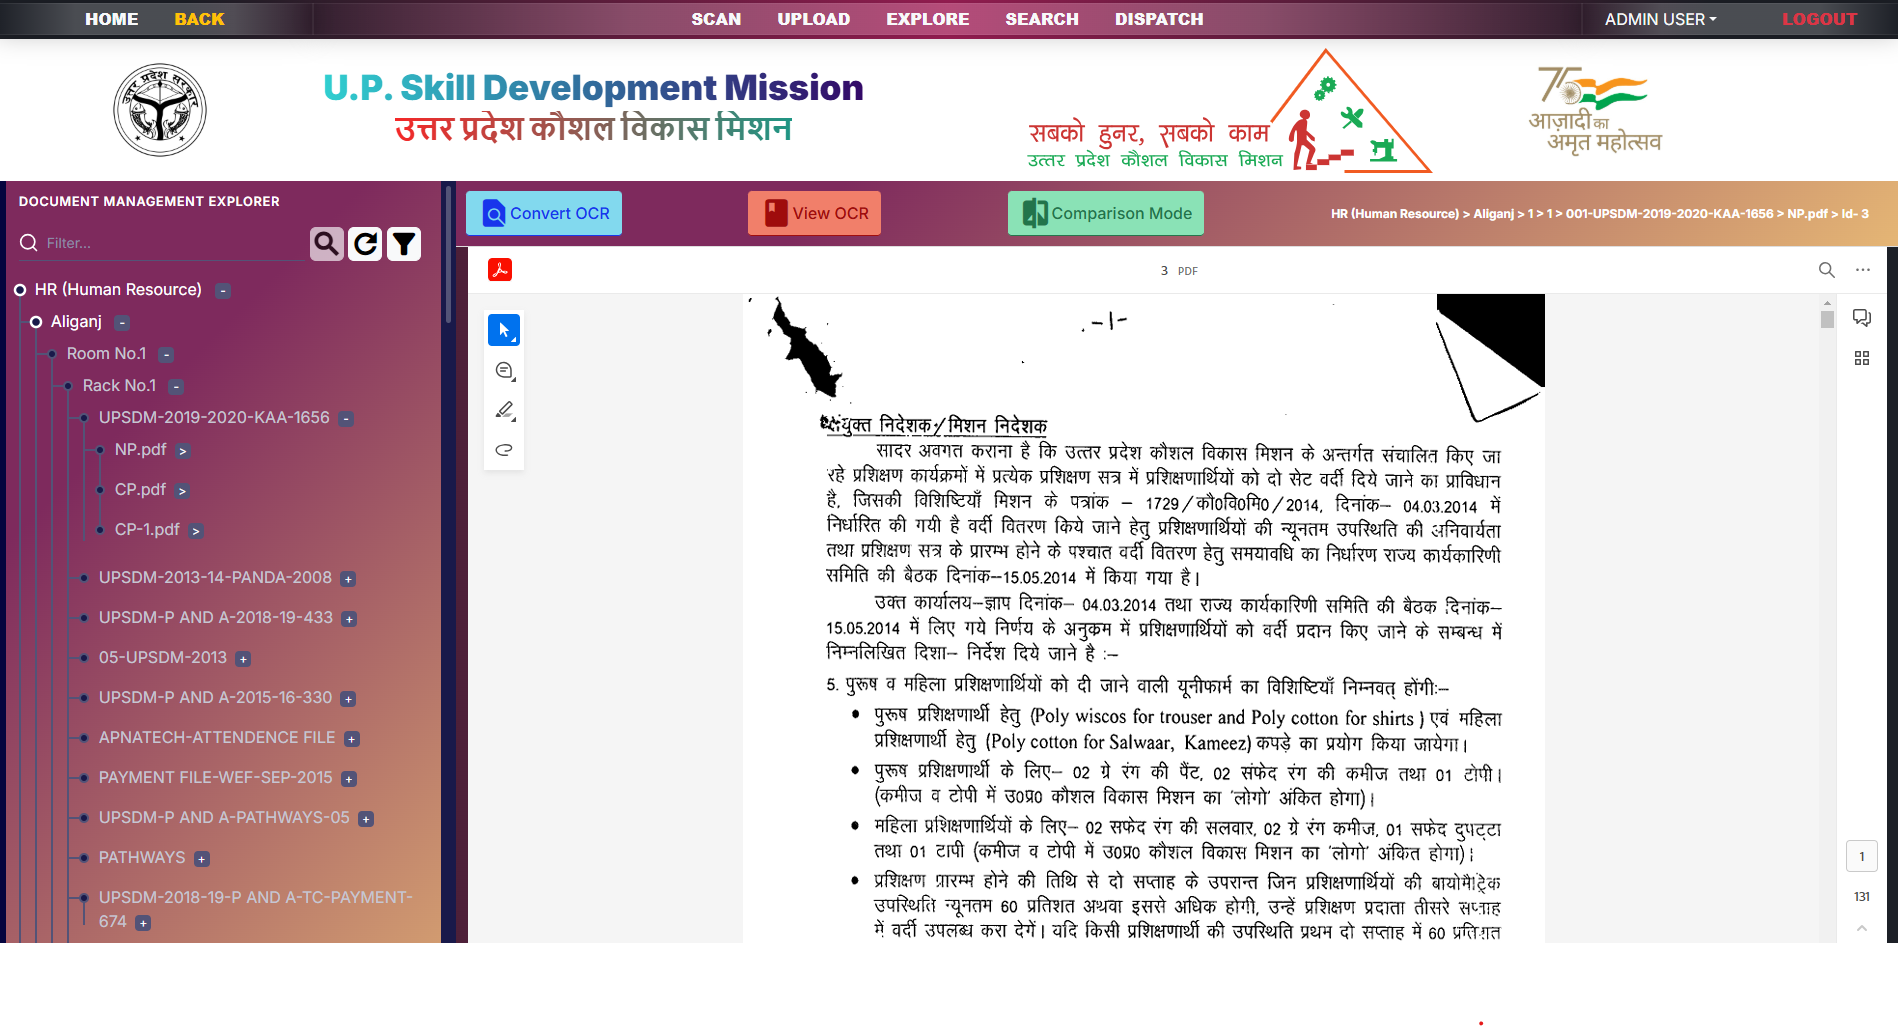 HOME BACK SCAN UPLOAD EXPLORE SEARCH DISPATCH ADMIN USER LOGOUT
उत्तर प्रदेश सरकार
U.P. Skill Development Mission
उत्तर प्रदेश कौशल विकास मिशन
सबको हुनर, सबको काम
उत्तर प्रदेश कौशल विकास मिशन
75
आज़ादी का
अमृत महोत्सव
DOCUMENT MANAGEMENT EXPLORER
Filter...
HR (Human Resource) -
Aliganj -
Room No.1 -
Rack No.1 -
UPSDM-2019-2020-KAA-1656 -
NP.pdf >
CP.pdf >
CP-1.pdf >
UPSDM-2013-14-PANDA-2008 +
UPSDM-P AND A-2018-19-433 +
05-UPSDM-2013 +
UPSDM-P AND A-2015-16-330 +
APNATECH-ATTENDENCE FILE +
PAYMENT FILE-WEF-SEP-2015 +
UPSDM-P AND A-PATHWAYS-05 +
PATHWAYS +
UPSDM-2018-19-P AND A-TC-PAYMENT-
674 +
Convert OCR View OCR Comparison Mode HR (Human Resource) > Aliganj > 1 > 1 > 001-UPSDM-2019-2020-KAA-1656 > NP.pdf > Id- 3
3 PDF
-1-
निदेशक/मिशन निदेशक
सादर अवगत कराना है कि उत्तर प्रदेश कौशल विकास मिशन के अन्तर्गत संचालित किए जा
रहे प्रशिक्षण कार्यक्रमों में प्रत्येक प्रशिक्षण सत्र में प्रशिक्षणार्थियों को दो सेट वर्दी दिये जाने का प्राविधान
है, जिसकी विशिष्टियाँ मिशन के पत्रांक – 1729/कौ0वि0मि0/2014, दिनांक– 04.03.2014 में
निर्धारित की गयी है वर्दी वितरण किये जाने हेतु प्रशिक्षणार्थियों की न्यूनतम उपस्थिति की अनिवार्यता
तथा प्रशिक्षण सत्र के प्रारम्भ होने के पश्चात वर्दी वितरण हेतु समयावधि का निर्धारण राज्य कार्यकारिणी
समिति की बैठक दिनांक–15.05.2014 में किया गया है।
उक्त कार्यालय–ज्ञाप दिनांक– 04.03.2014 तथा राज्य कार्यकारिणी समिति की बैठक दिनांक–
15.05.2014 में लिए गये निर्णय के अनुक्रम में प्रशिक्षणार्थियों को वर्दी प्रदान किए जाने के सम्बन्ध में
निम्नलिखित दिशा– निर्देश दिये जाने है :–
5. पुरूष व महिला प्रशिक्षणार्थियों को दी जाने वाली यूनीफार्म का विशिष्टियाँ निम्नवत् होंगी:–
• पुरूष प्रशिक्षणार्थी हेतु (Poly wiscos for trouser and Poly cotton for shirts ) एवं महिला
प्रशिक्षणार्थी हेतु (Poly cotton for Salwaar, Kameez) कपड़े का प्रयोग किया जायेगा।
• पुरूष प्रशिक्षणार्थी के लिए– 02 ग्रे रंग की पैंट, 02 संफेद रंग की कमीज तथा 01 टोपी।
(कमीज व टोपी में उ0प्र0 कौशल विकास मिशन का 'लोगो' अंकित होगा)।
• महिला प्रशिक्षणार्थियों के लिए– 02 सफेद रंग की सलवार, 02 ग्रे रंग कमीज, 01 सफेद दुपट्टा
तथा 01 टापी (कमीज व टोपी में उ0प्र0 कौशल विकास मिशन का 'लोगो' अंकित होगा)।
• प्रशिक्षण प्रारम्भ होने की तिथि से दो सप्ताह के उपरान्त जिन प्रशिक्षणार्थियों की बायोमैट्रिक
उपस्थिति न्यूनतम 60 प्रतिशत अथवा इससे अधिक होगी, उन्हें प्रशिक्षण प्रदाता तीसरे सप्ताह
में वर्दी उपलब्ध करा देगें। यदि किसी प्रशिक्षणार्थी की उपस्थिति प्रथम दो सप्ताह में 60 प्रतिशत
1
131